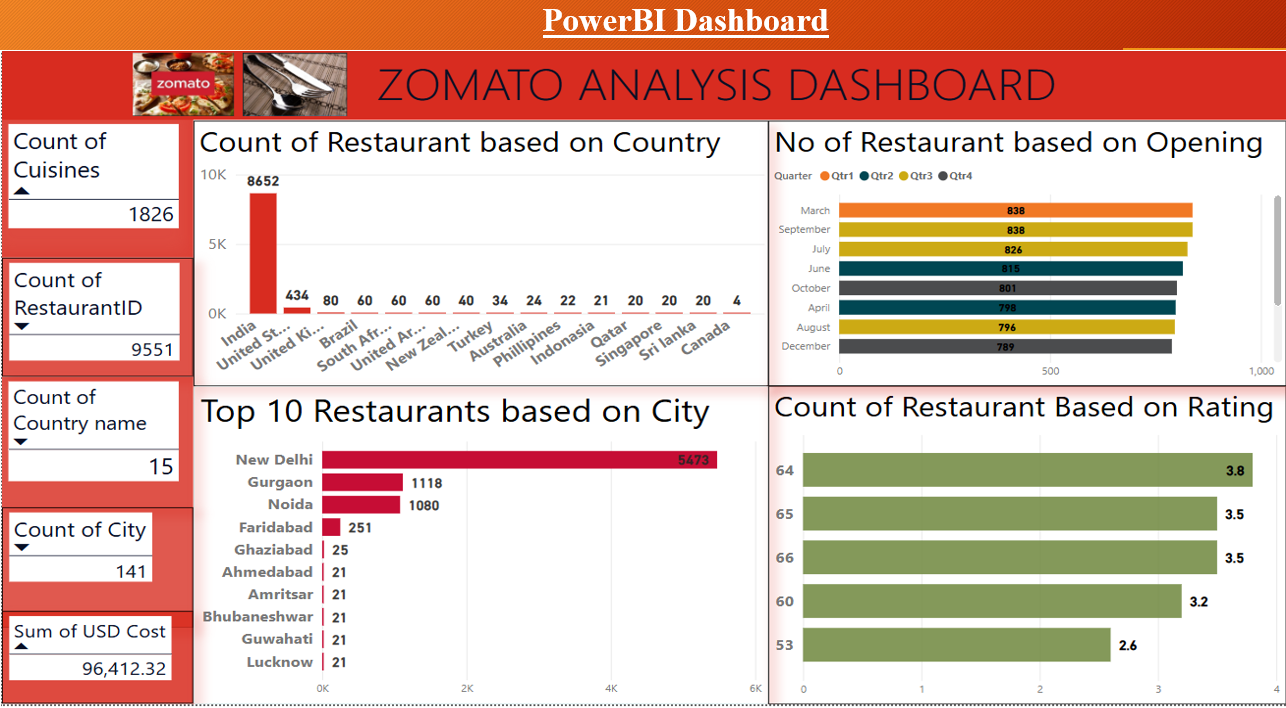 PowerBI Dashboard
zomato
ZOMATO ANALYSIS DASHBOARD
Count of
Cuisines
1826
Count of
RestaurantID
9551
Count of
Country name
15
Count of City
141
Sum of USD Cost
96,412.32
Count of Restaurant based on Country
10K
5K
0K
8652
434
80
60
60
60
40
34
24
22
21
20
20
20
4
India
United St...
United Ki...
Brazil
South Afr...
United Ar...
New Zeal...
Turkey
Australia
Phillipines
Indonasia
Qatar
Singapore
Sri lanka
Canada
No of Restaurant based on Opening
Quarter Qtr1 Qtr2 Qtr3 Qtr4
March 838
September 838
July 826
June 815
October 801
April 798
August 796
December 789
0 500 1,000
Top 10 Restaurants based on City
New Delhi 5473
Gurgaon 1118
Noida 1080
Faridabad 251
Ghaziabad 25
Ahmedabad 21
Amritsar 21
Bhubaneshwar 21
Guwahati 21
Lucknow 21
0K 2K 4K 6K
Count of Restaurant Based on Rating
64 3.8
65 3.5
66 3.5
60 3.2
53 2.6
0 1 2 3 4